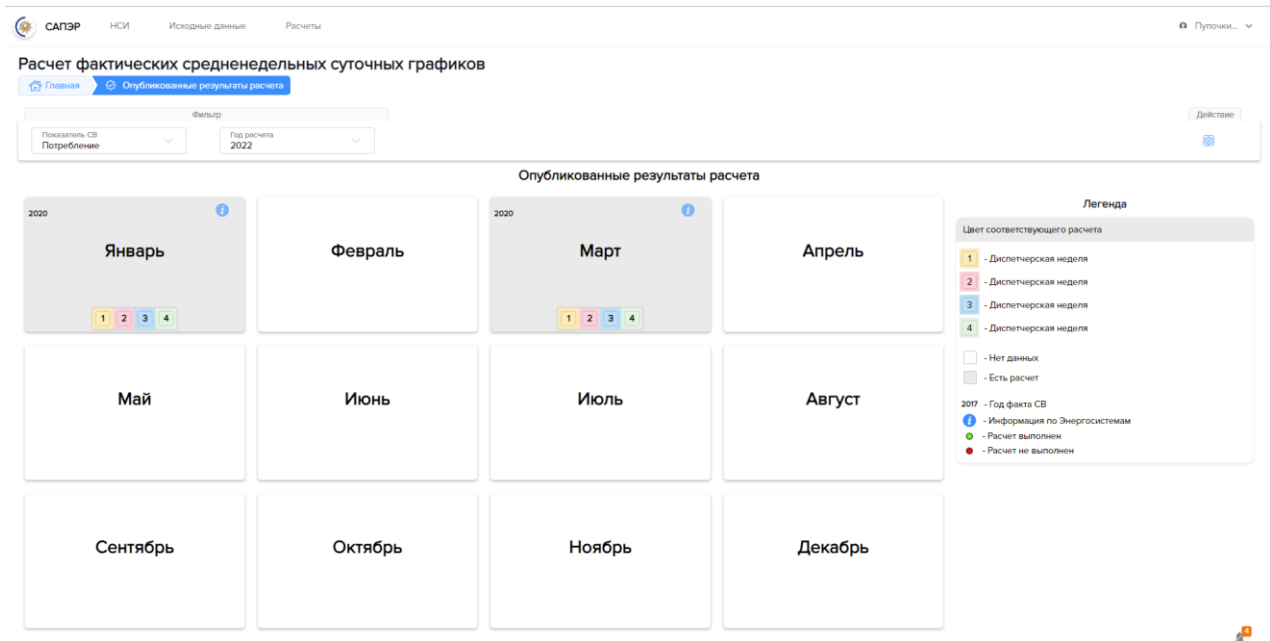 САПЭР НСИ Исходные данные Расчеты Пупочки...
Расчет фактических средненедельных суточных графиков
Главная Опубликованные результаты расчета
Фильтр Действие
Показатель СВ Год расчета
Потребление 2022
Опубликованные результаты расчета
2020 i 2020 i
Январь Февраль Март Апрель
1 2 3 4 1 2 3 4
Май Июнь Июль Август
Сентябрь Октябрь Ноябрь Декабрь
Легенда
Цвет соответствующего расчета
1 - Диспетчерская неделя
2 - Диспетчерская неделя
3 - Диспетчерская неделя
4 - Диспетчерская неделя
- Нет данных
- Есть расчет
2017 - Год факта СВ
i - Информация по Энергосистемам
- Расчет выполнен
- Расчет не выполнен
4